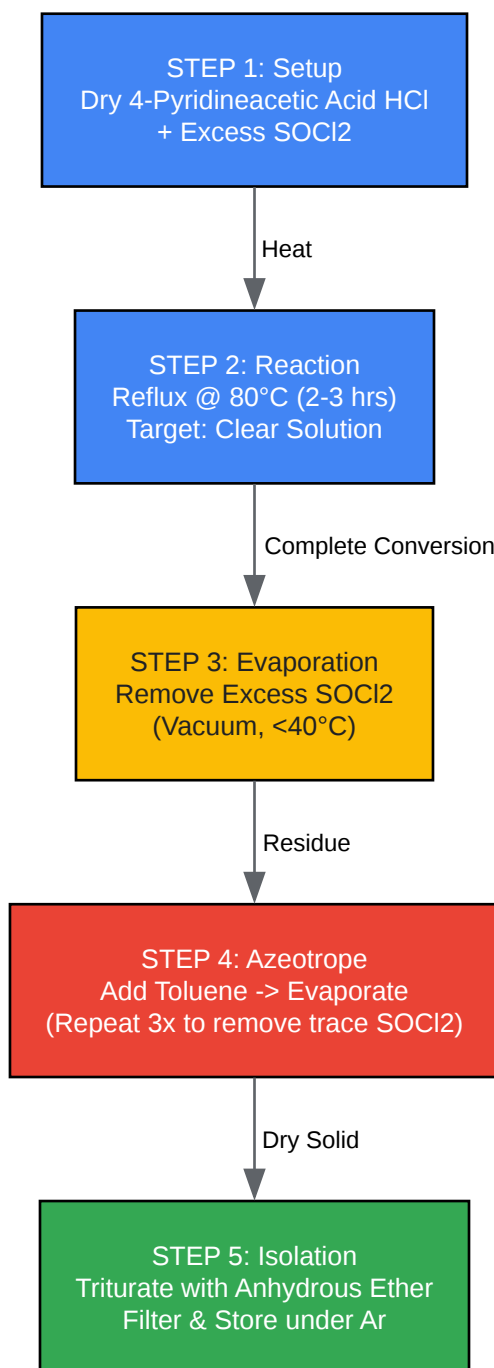 STEP 1: Setup
Dry 4-Pyridineacetic Acid HCl
+ Excess SOCl2
Heat
STEP 2: Reaction
Reflux @ 80°C (2-3 hrs)
Target: Clear Solution
Complete Conversion
STEP 3: Evaporation
Remove Excess SOCl2
(Vacuum, <40°C)
Residue
STEP 4: Azeotrope
Add Toluene -> Evaporate
(Repeat 3x to remove trace SOCl2)
Dry Solid
STEP 5: Isolation
Triturate with Anhydrous Ether
Filter & Store under Ar